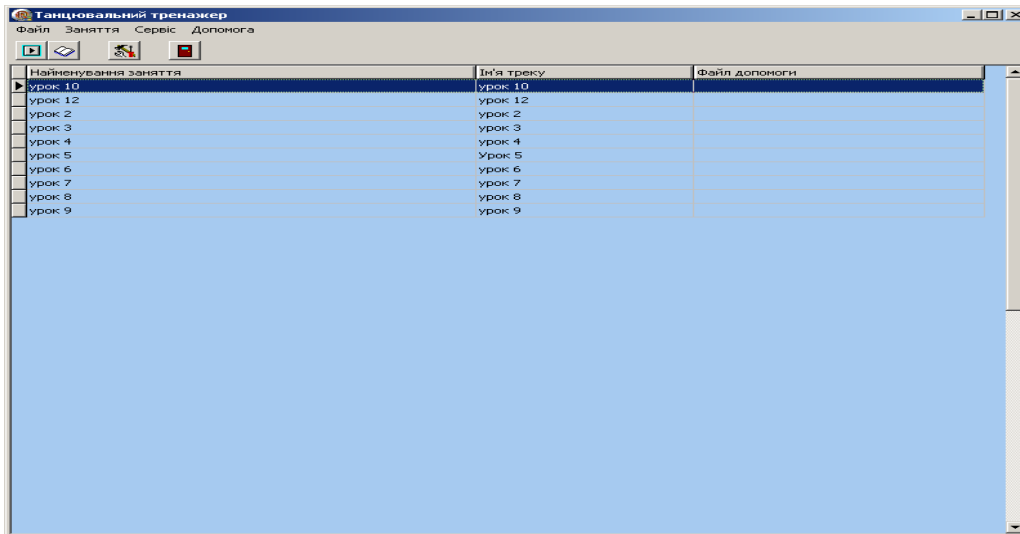 Танцювальний тренажер
Файл Заняття Сервіс Допомога
Найменування заняття Ім'я треку Файл допомоги
урок 10 урок 10
урок 12 урок 12
урок 2 урок 2
урок 3 урок 3
урок 4 урок 4
урок 5 Урок 5
урок 6 урок 6
урок 7 урок 7
урок 8 урок 8
урок 9 урок 9